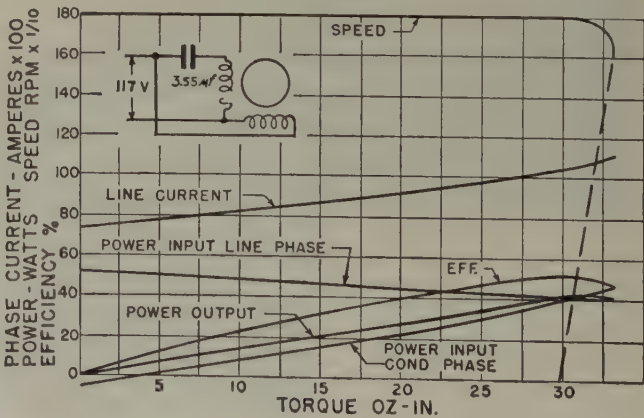 PHASE CURRENT-AMPERES x 100
POWER-WATTS SPEED RPM x 1/10
EFFICIENCY %
180
160
140
120
100
80
60
40
20
0
117 V
3.55 μf
SPEED
LINE CURRENT
POWER INPUT LINE PHASE
EFF.
POWER OUTPUT
POWER INPUT
COND PHASE
5
10
15
20
25
30
TORQUE OZ-IN.